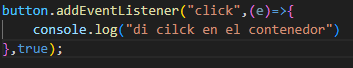 button.addEventListener("click",(e)=>{
    console.log("di cilck en el contenedor")
},true);